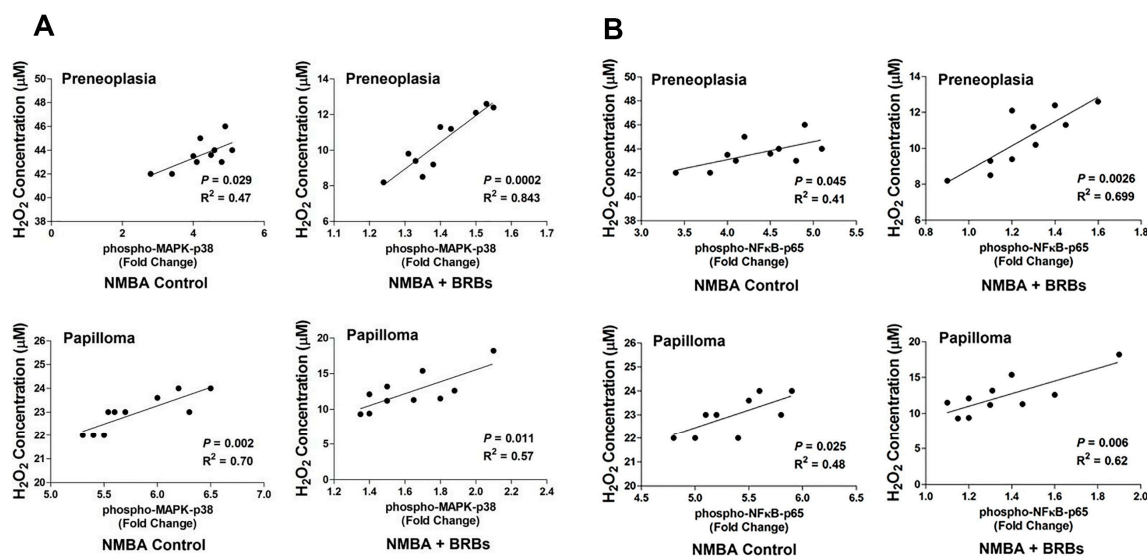 A
B
Preneoplasia
H₂O₂ Concentration (μM)
50
48
46
44
42
40
38
0
2
4
6
P = 0.029
R² = 0.47
phospho-MAPK-p38
(Fold Change)
NMBA Control
Preneoplasia
H₂O₂ Concentration (μM)
14
12
10
8
6
1.1
1.2
1.3
1.4
1.5
1.6
1.7
P = 0.0002
R² = 0.843
phospho-MAPK-p38
(Fold Change)
NMBA + BRBs
Preneoplasia
H₂O₂ Concentration (μM)
50
48
46
44
42
40
38
3.0
3.5
4.0
4.5
5.0
5.5
P = 0.045
R² = 0.41
phospho-NFκB-p65
(Fold Change)
NMBA Control
Preneoplasia
H₂O₂ Concentration (μM)
14
12
10
8
6
0.8
1.0
1.2
1.4
1.6
1.8
P = 0.0026
R² = 0.699
phospho-NFκB-p65
(Fold Change)
NMBA + BRBs
Papilloma
H₂O₂ Concentration (μM)
26
25
24
23
22
21
20
5.0
5.5
6.0
6.5
7.0
P = 0.002
R² = 0.70
phospho-MAPK-p38
(Fold Change)
NMBA Control
Papilloma
H₂O₂ Concentration (μM)
20
15
10
5
0
1.2
1.4
1.6
1.8
2.0
2.2
2.4
P = 0.011
R² = 0.57
phospho-MAPK-p38
(Fold Change)
NMBA + BRBs
Papilloma
H₂O₂ Concentration (μM)
26
25
24
23
22
21
20
4.5
5.0
5.5
6.0
6.5
P = 0.025
R² = 0.48
phospho-NFκB-p65
(Fold Change)
NMBA Control
Papilloma
H₂O₂ Concentration (μM)
20
15
10
5
0
1.0
1.2
1.4
1.6
1.8
2.0
P = 0.006
R² = 0.62
phospho-NFκB-p65
(Fold Change)
NMBA + BRBs